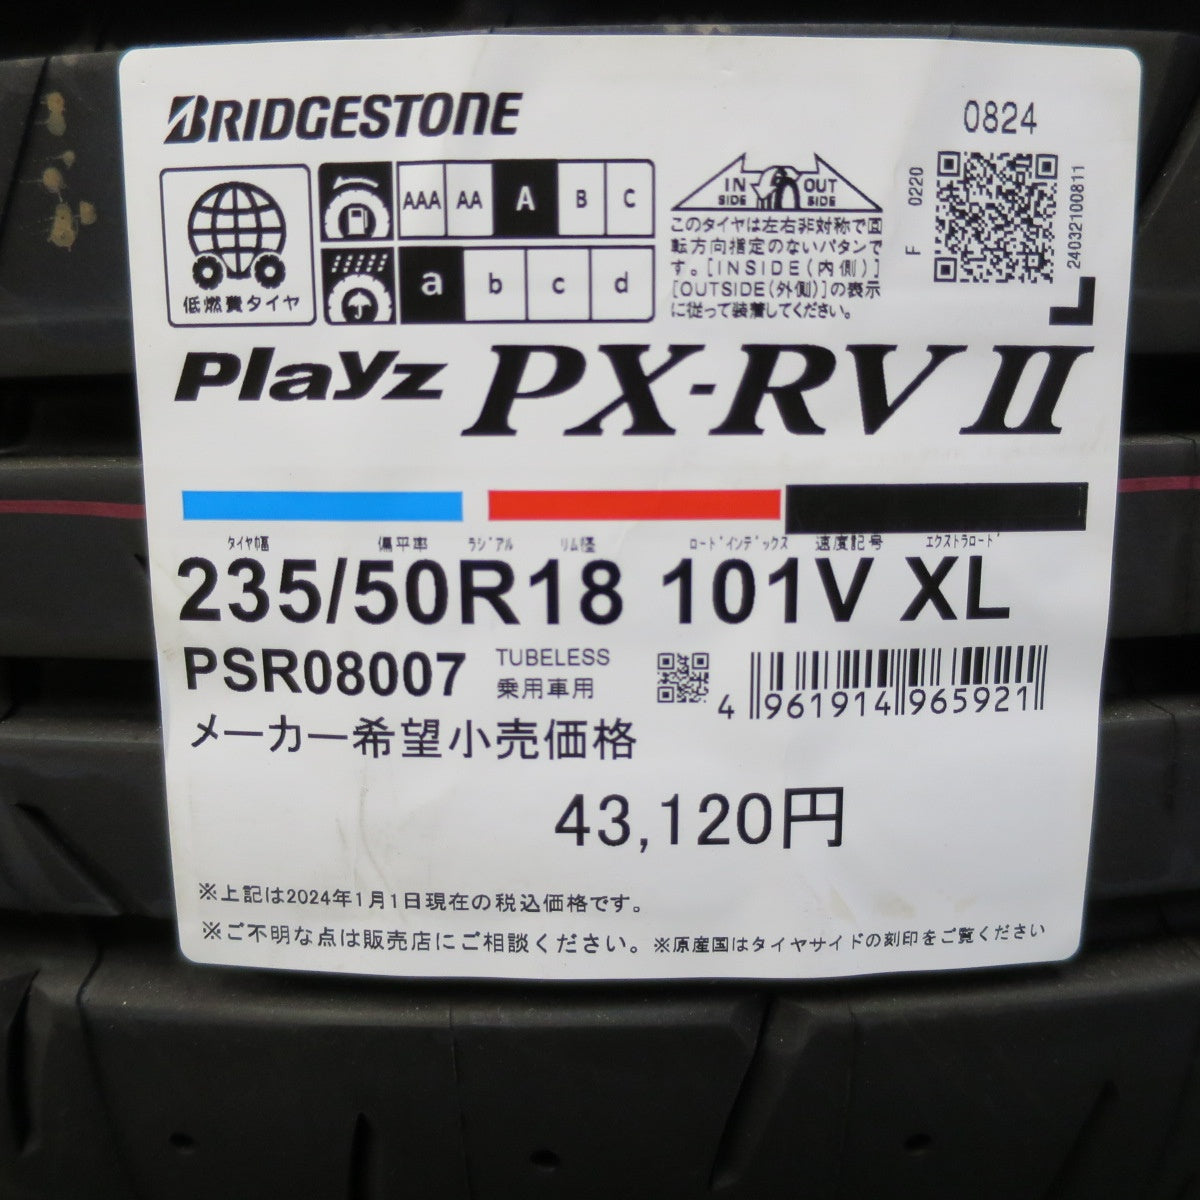 BRIDGESTONE
0824
F 0220
24032100811
低燃費タイヤ
AAA AA A B C
a b c d
IN SIDE OUT SIDE
このタイヤは左右非対称で回
転方向指定のないパタンで
す。[INSIDE(内側)]
[OUTSIDE(外側)]の表示
に従って装着してください。
Playz PX-RV II
タイヤ巾幅 偏平率 ラジアル リム径 ロードインデックス 速度記号 エクストラロード
235/50R18 101V XL
PSR08007
TUBELESS
乗用車用
4 961914 965921
メーカー希望小売価格
43,120円
※上記は2024年1月1日現在の税込価格です。
※ご不明な点は販売店にご相談ください。※原産国はタイヤサイドの刻印をご覧ください